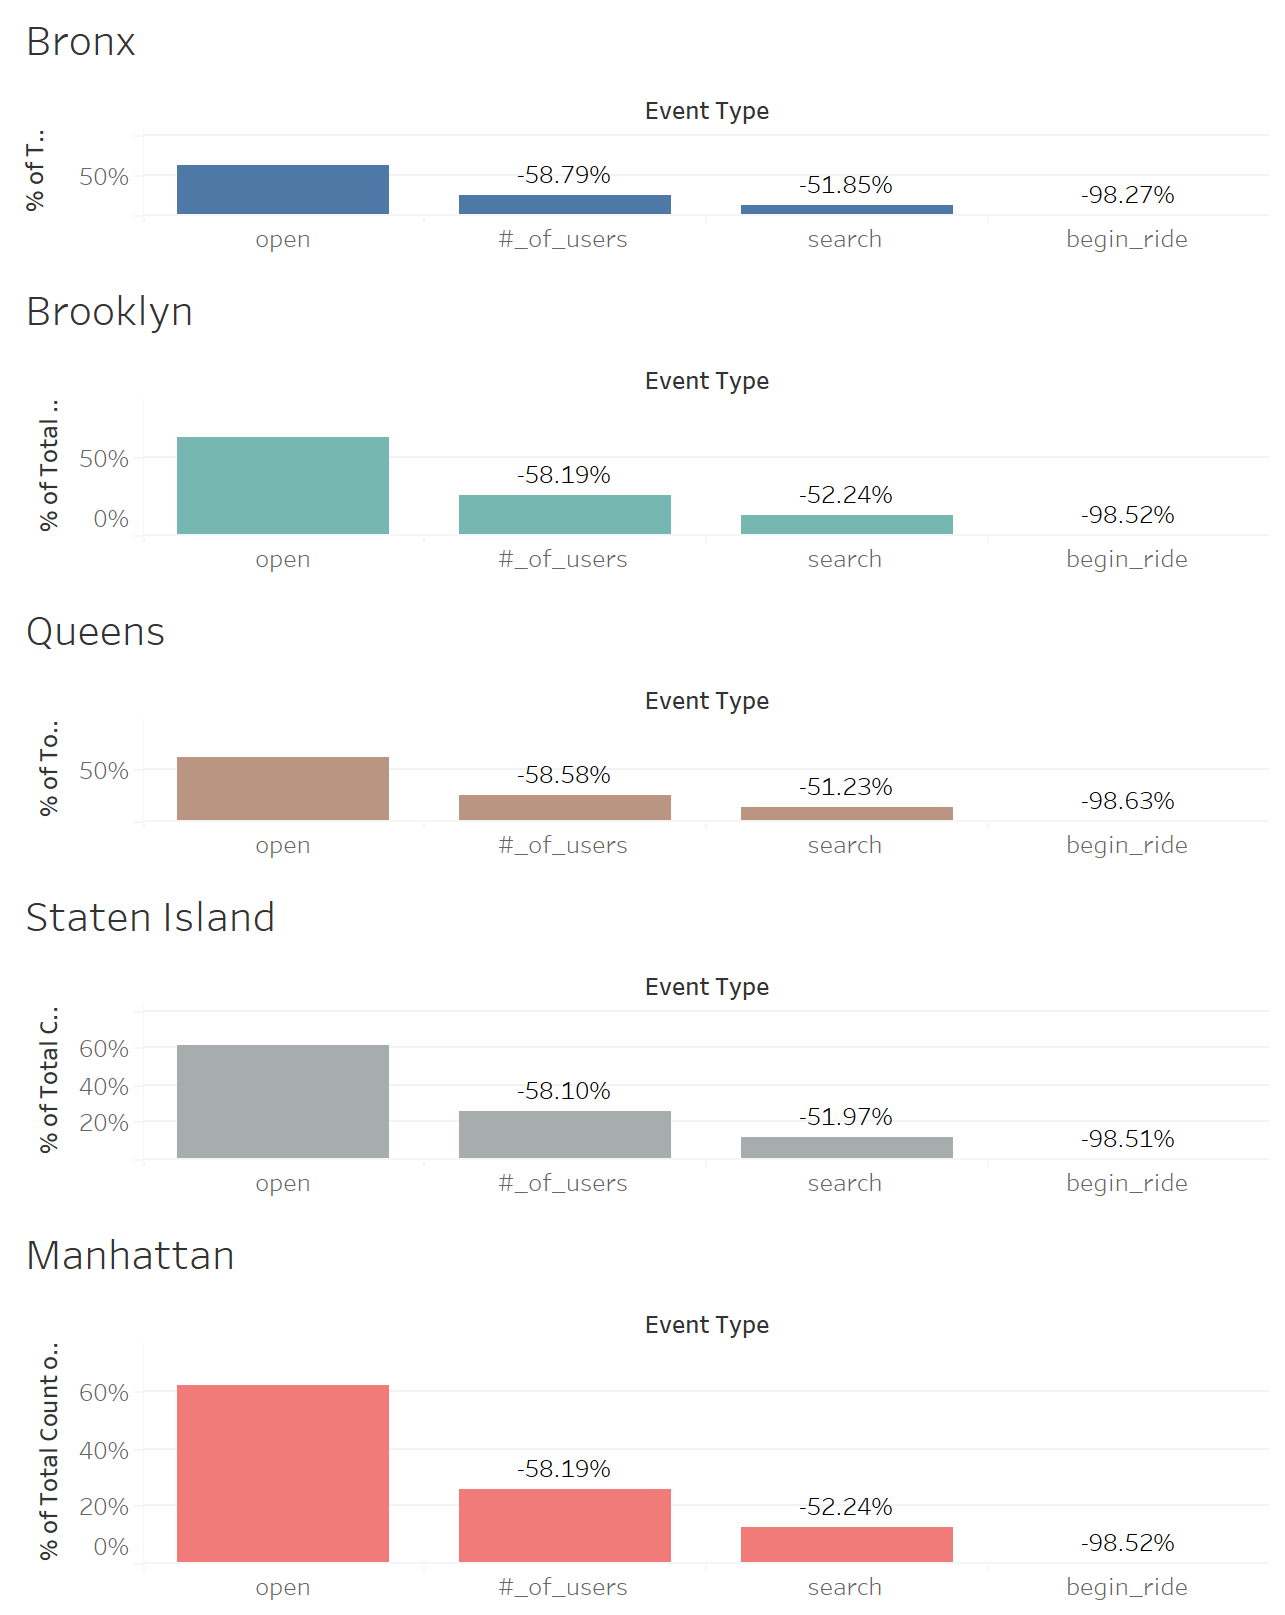 Bronx
Event Type
% of T..
50%
-58.79%
-51.85%
-98.27%
open
#_of_users
search
begin_ride
Brooklyn
Event Type
% of Total ..
50%
0%
-58.19%
-52.24%
-98.52%
open
#_of_users
search
begin_ride
Queens
Event Type
% of To..
50%
-58.58%
-51.23%
-98.63%
open
#_of_users
search
begin_ride
Staten Island
Event Type
% of Total C..
60%
40%
20%
-58.10%
-51.97%
-98.51%
open
#_of_users
search
begin_ride
Manhattan
Event Type
% of Total Count o..
60%
40%
20%
0%
-58.19%
-52.24%
-98.52%
open
#_of_users
search
begin_ride